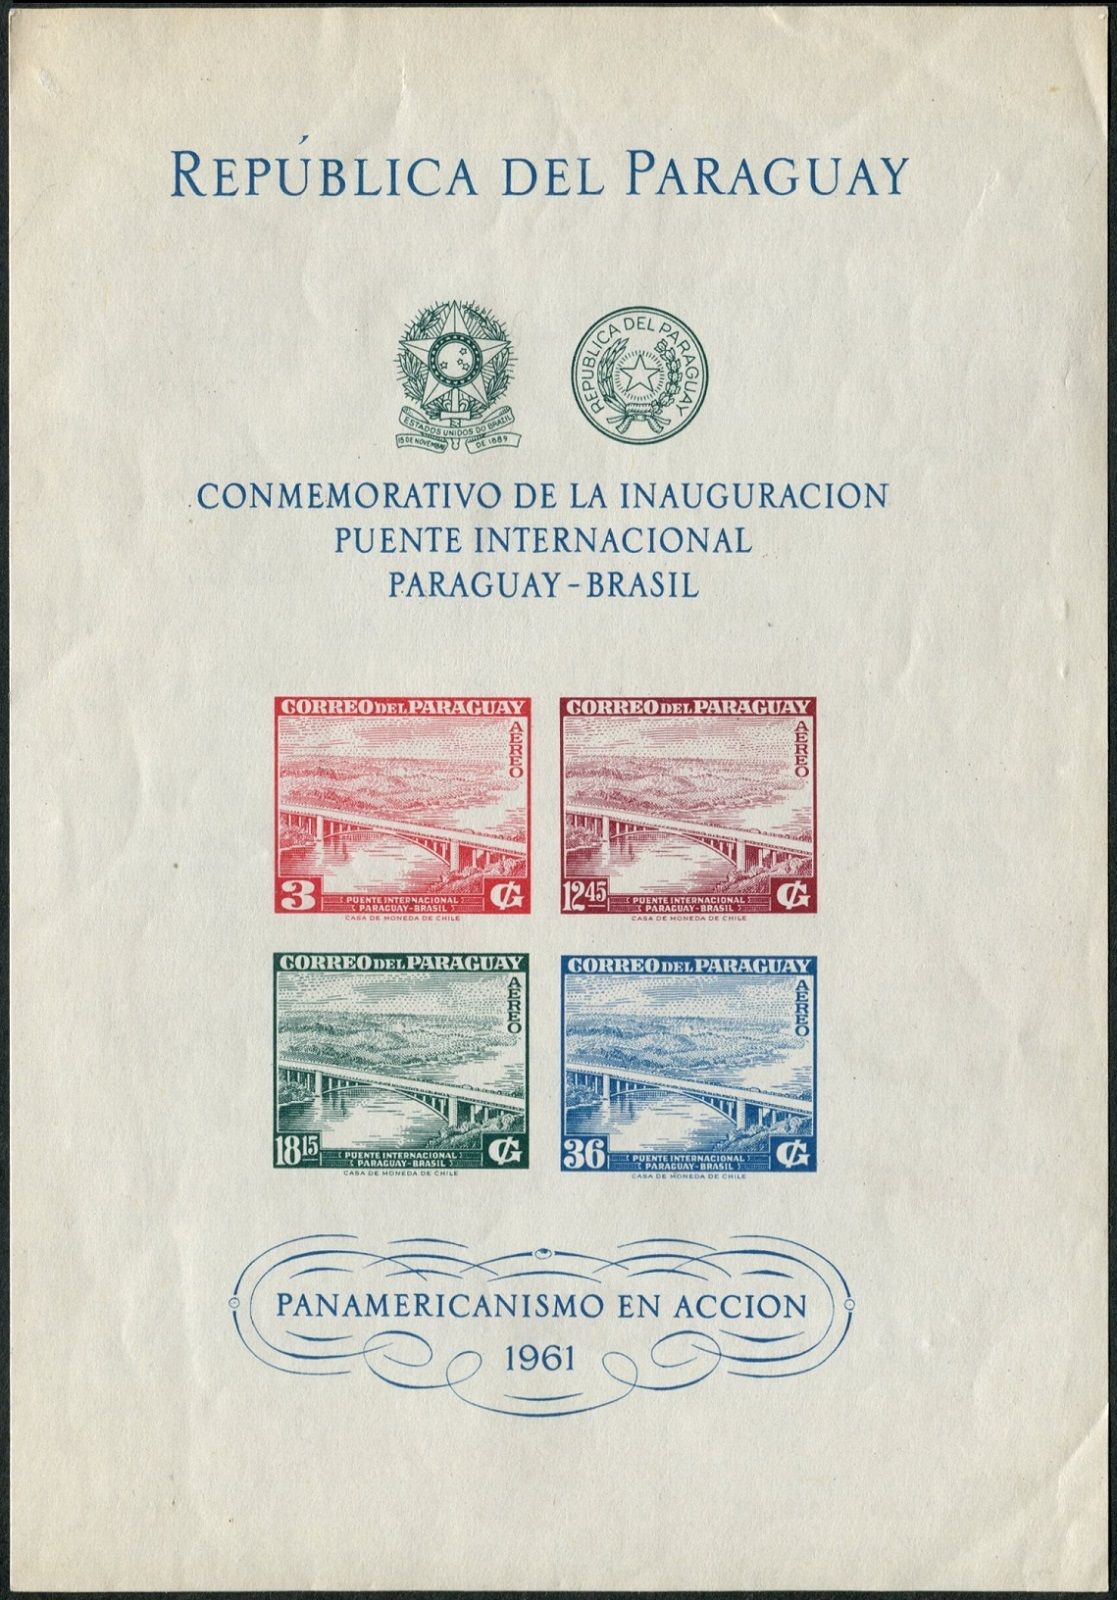 REPÚBLICA DEL PARAGUAY
ESTADOS UNIDOS DO BRASIL
15 DE NOVEMBRO DE 1889
REPUBLICA DEL PARAGUAY
CONMEMORATIVO DE LA INAUGURACION
PUENTE INTERNACIONAL
PARAGUAY-BRASIL
CORREO DEL PARAGUAY
AEREO
3
PUENTE INTERNACIONAL
PARAGUAY-BRASIL
G
CASA DE MONEDA DE CHILE
CORREO DEL PARAGUAY
AEREO
12 45
PUENTE INTERNACIONAL
PARAGUAY-BRASIL
G
CASA DE MONEDA DE CHILE
CORREO DEL PARAGUAY
AEREO
18 15
PUENTE INTERNACIONAL
PARAGUAY-BRASIL
G
CASA DE MONEDA DE CHILE
CORREO DEL PARAGUAY
AEREO
36
PUENTE INTERNACIONAL
PARAGUAY-BRASIL
G
CASA DE MONEDA DE CHILE
PANAMERICANISMO EN ACCION
1961